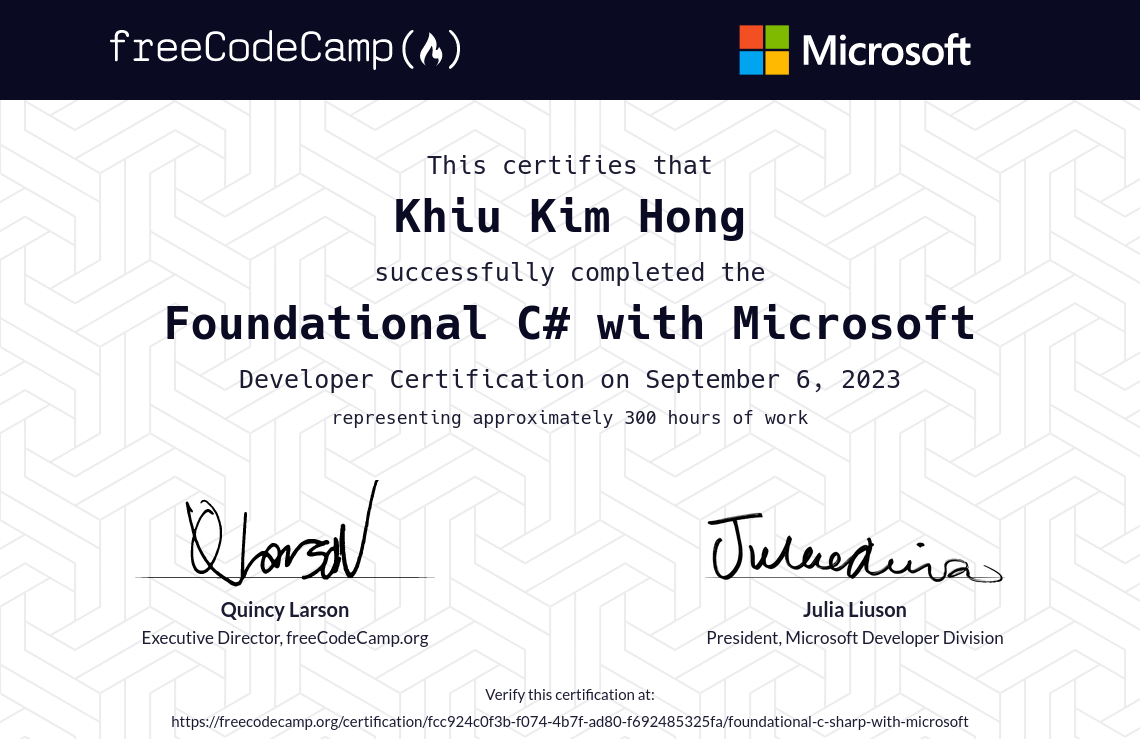 freeCodeCamp Microsoft
This certifies that
Khiu Kim Hong
successfully completed the
Foundational C# with Microsoft
Developer Certification on September 6, 2023
representing approximately 300 hours of work
Quincy Larson
Executive Director, freeCodeCamp.org
Julia Liuson
President, Microsoft Developer Division
Verify this certification at:
https://freecodecamp.org/certification/fcc924c0f3b-f074-4b7f-ad80-f692485325fa/foundational-c-sharp-with-microsoft